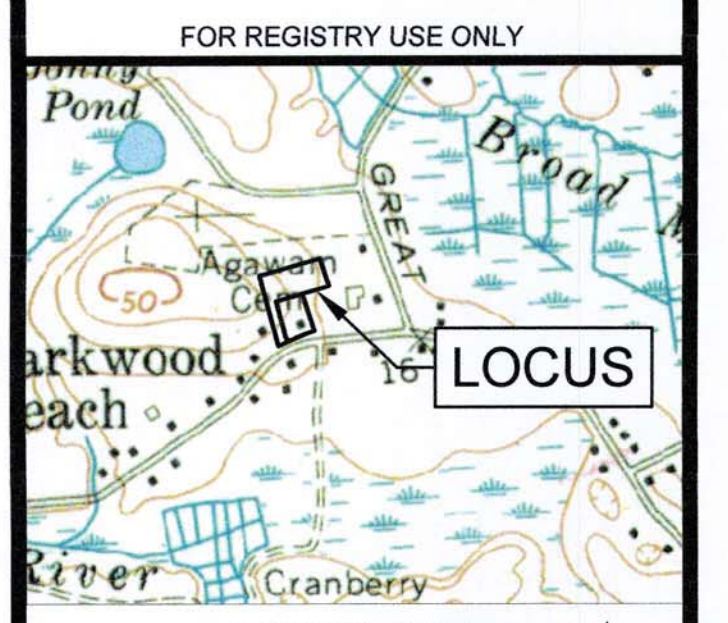 FOR REGISTRY USE ONLY
Pond
Broad
GREAT
Agawam
Cem
50
arkwood
each
16
LOCUS
River
Cranberry